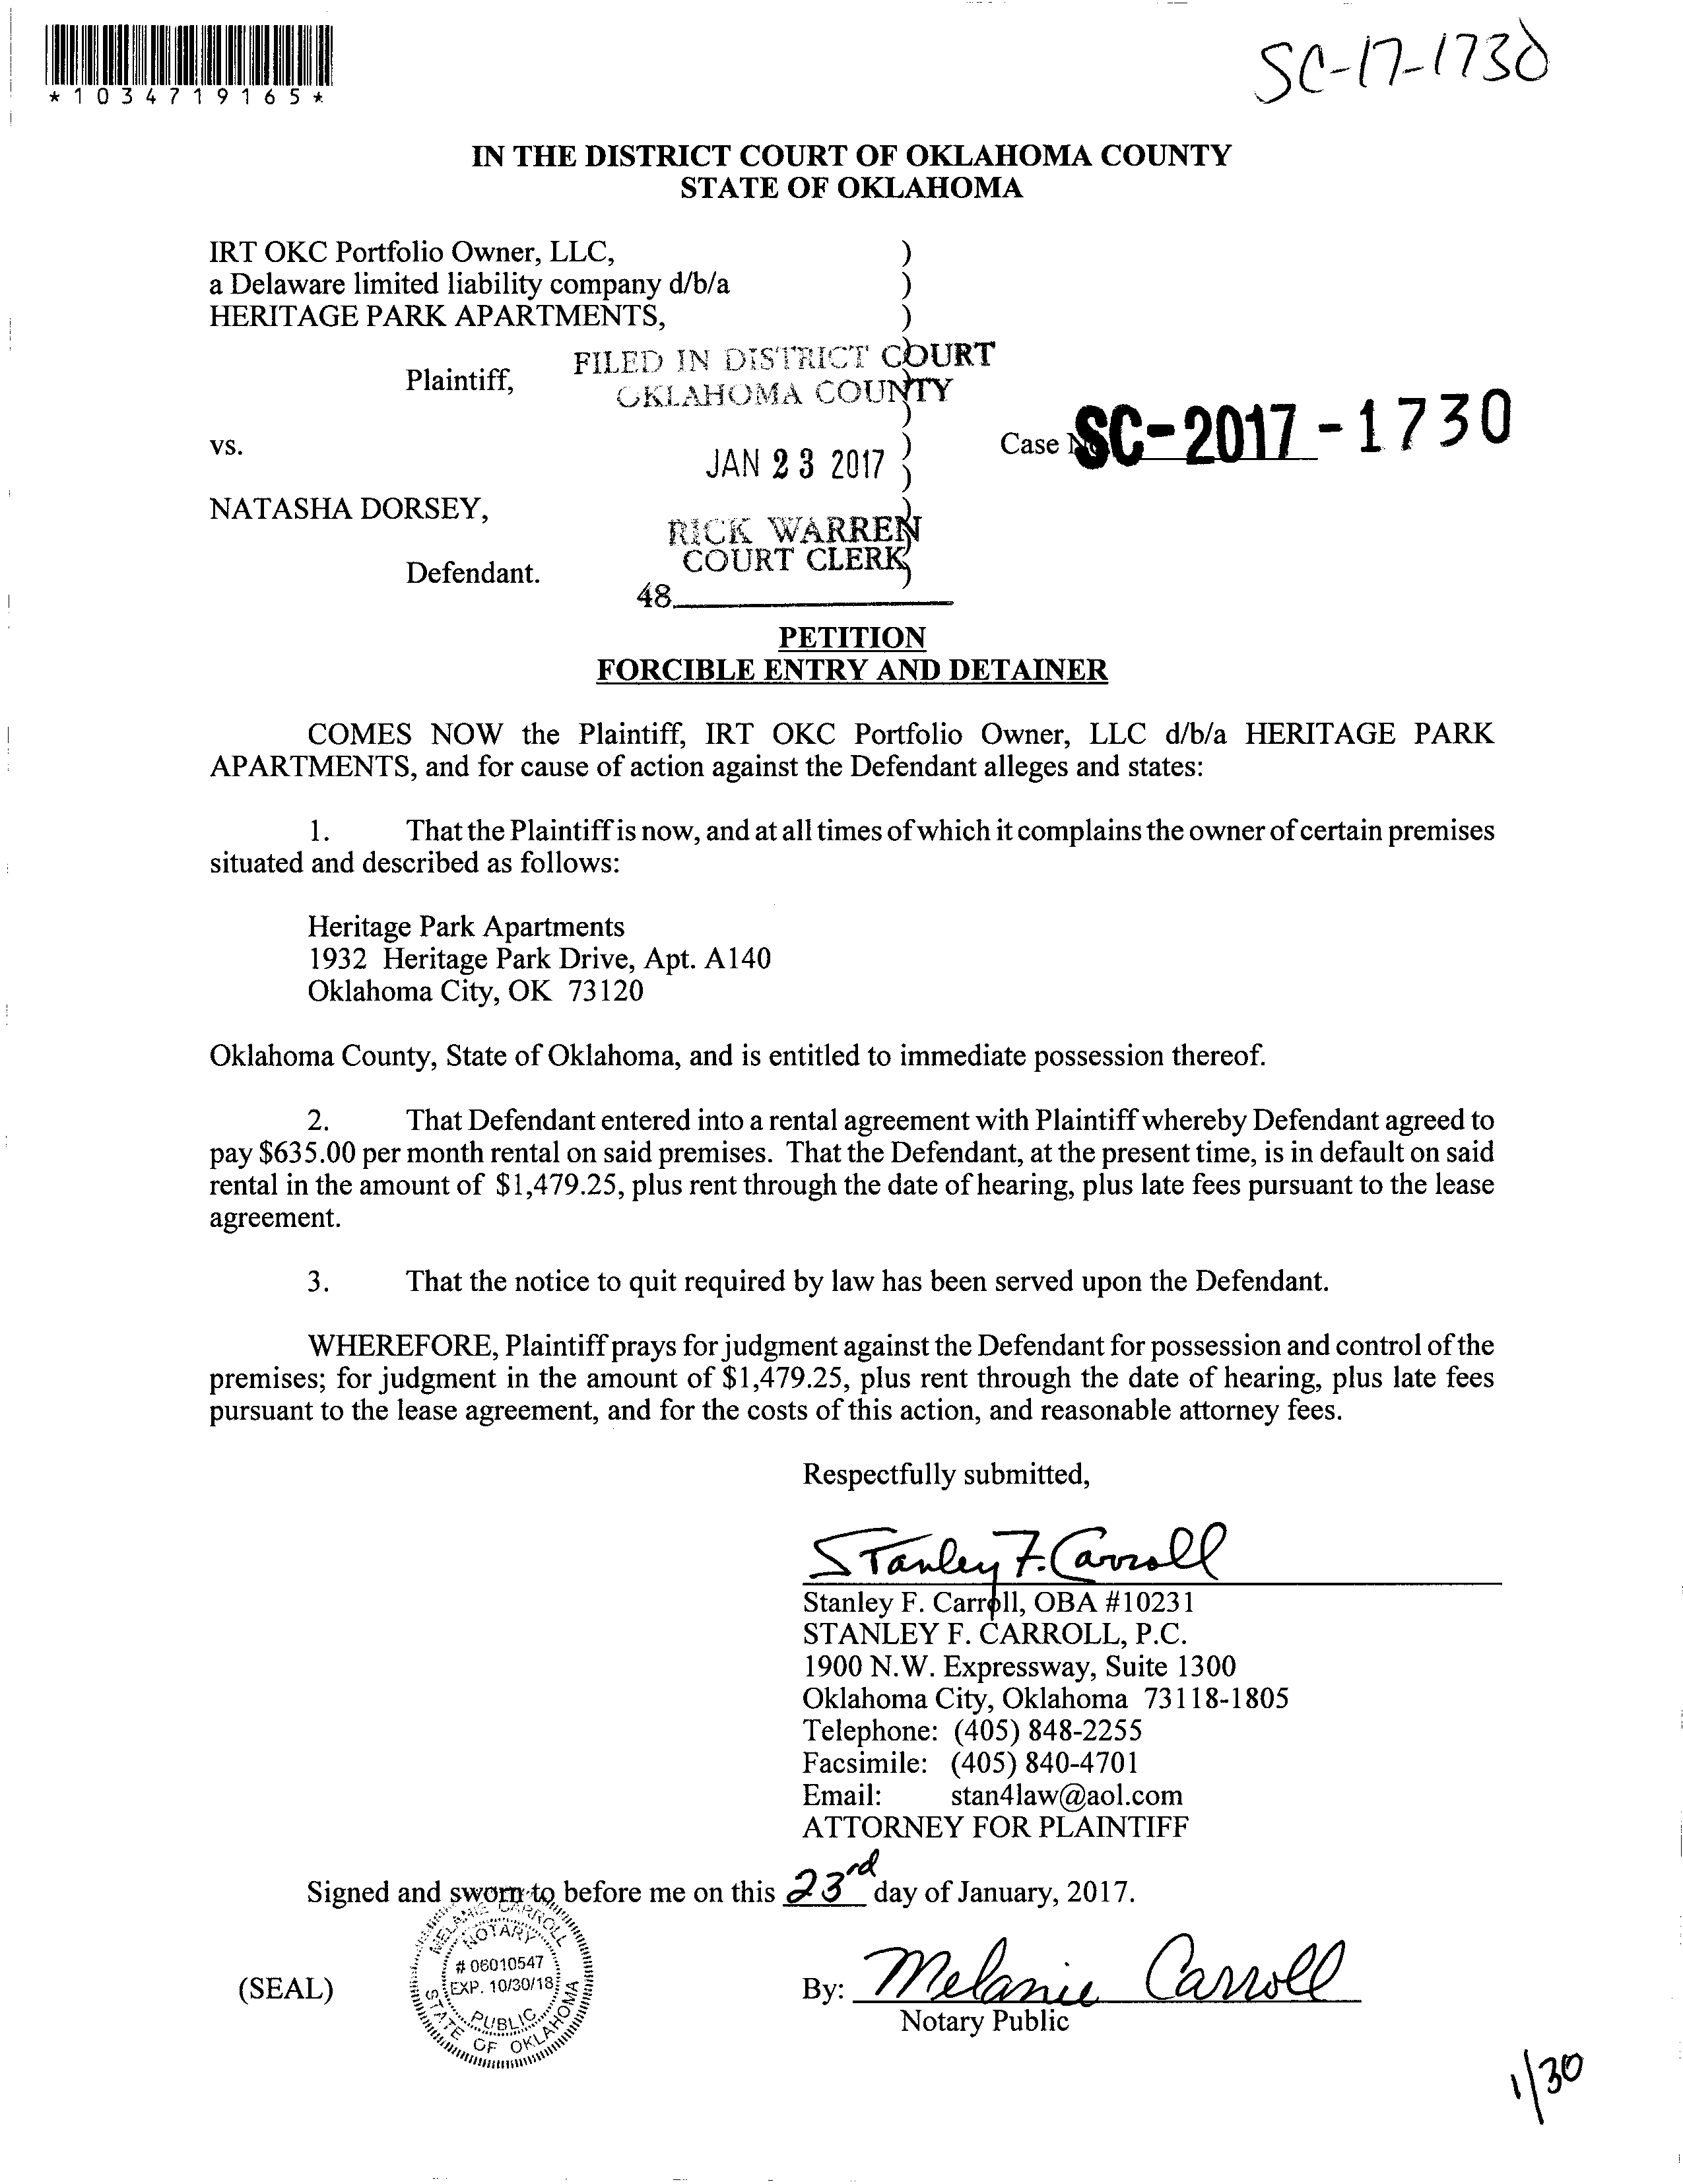 SC-17-1730
*1034719165*
IN THE DISTRICT COURT OF OKLAHOMA COUNTY
STATE OF OKLAHOMA
IRT OKC Portfolio Owner, LLC, )
a Delaware limited liability company d/b/a )
HERITAGE PARK APARTMENTS, )
FILED IN DISTRICT COURT
Plaintiff,
OKLAHOMA COUNTY
)
vs. ) Case No. SC-2017-1730
JAN 23 2017 )
)
NATASHA DORSEY, )
RICK WARREN
COURT CLERK
Defendant. )
48
PETITION
FORCIBLE ENTRY AND DETAINER
COMES NOW the Plaintiff, IRT OKC Portfolio Owner, LLC d/b/a HERITAGE PARK
APARTMENTS, and for cause of action against the Defendant alleges and states:
1. That the Plaintiff is now, and at all times of which it complains the owner of certain premises
situated and described as follows:
Heritage Park Apartments
1932 Heritage Park Drive, Apt. A140
Oklahoma City, OK 73120
Oklahoma County, State of Oklahoma, and is entitled to immediate possession thereof.
2. That Defendant entered into a rental agreement with Plaintiff whereby Defendant agreed to
pay $635.00 per month rental on said premises. That the Defendant, at the present time, is in default on said
rental in the amount of $1,479.25, plus rent through the date of hearing, plus late fees pursuant to the lease
agreement.
3. That the notice to quit required by law has been served upon the Defendant.
WHEREFORE, Plaintiff prays for judgment against the Defendant for possession and control of the
premises; for judgment in the amount of $1,479.25, plus rent through the date of hearing, plus late fees
pursuant to the lease agreement, and for the costs of this action, and reasonable attorney fees.
Respectfully submitted,
Stanley F. Carroll
Stanley F. Carroll, OBA #10231
STANLEY F. CARROLL, P.C.
1900 N.W. Expressway, Suite 1300
Oklahoma City, Oklahoma 73118-1805
Telephone: (405) 848-2255
Facsimile: (405) 840-4701
Email: stan4law@aol.com
ATTORNEY FOR PLAINTIFF
Signed and sworn to before me on this 23rd day of January, 2017.
MELANIE CARROLL
NOTARY
# 06010547
EXP. 10/30/18
PUBLIC
STATE OF OKLAHOMA
(SEAL)
By: Melanie Carroll
Notary Public
1/30